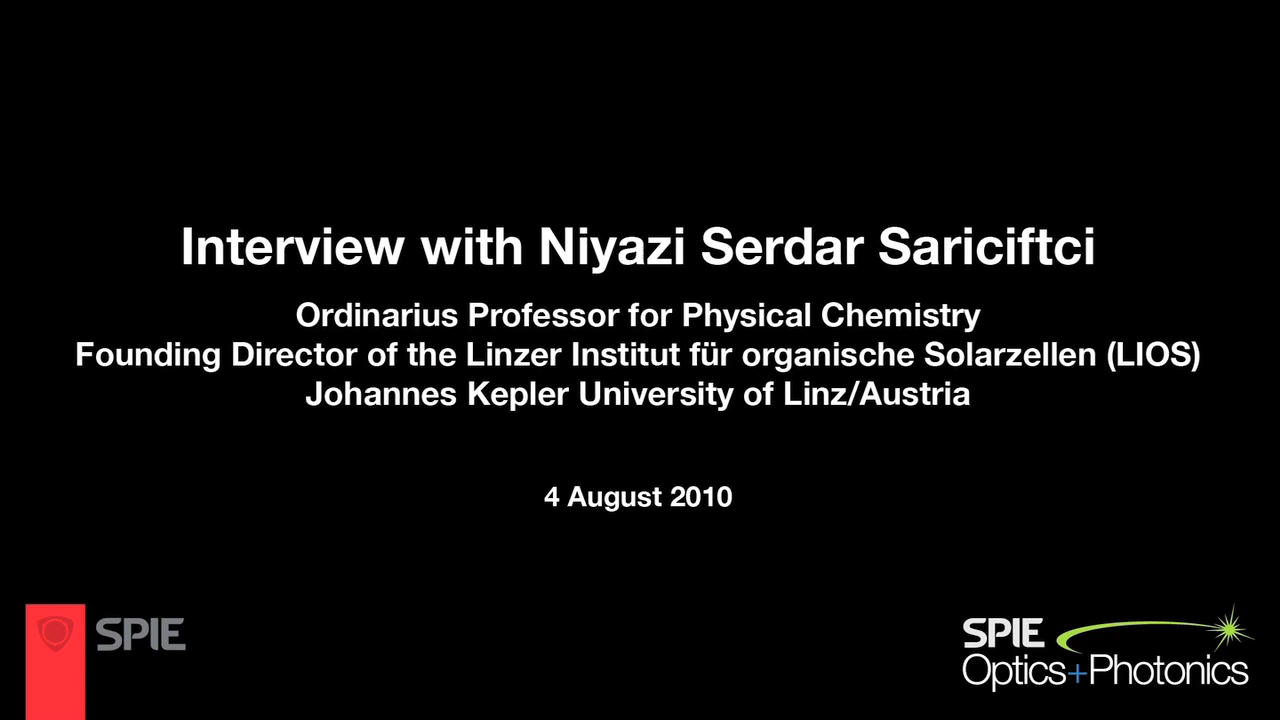 Interview with Niyazi Serdar Sariciftci
Ordinarius Professor for Physical Chemistry
Founding Director of the Linzer Institut für organische Solarzellen (LIOS)
Johannes Kepler University of Linz/Austria
4 August 2010
SPIE
SPIE
Optics+Photonics